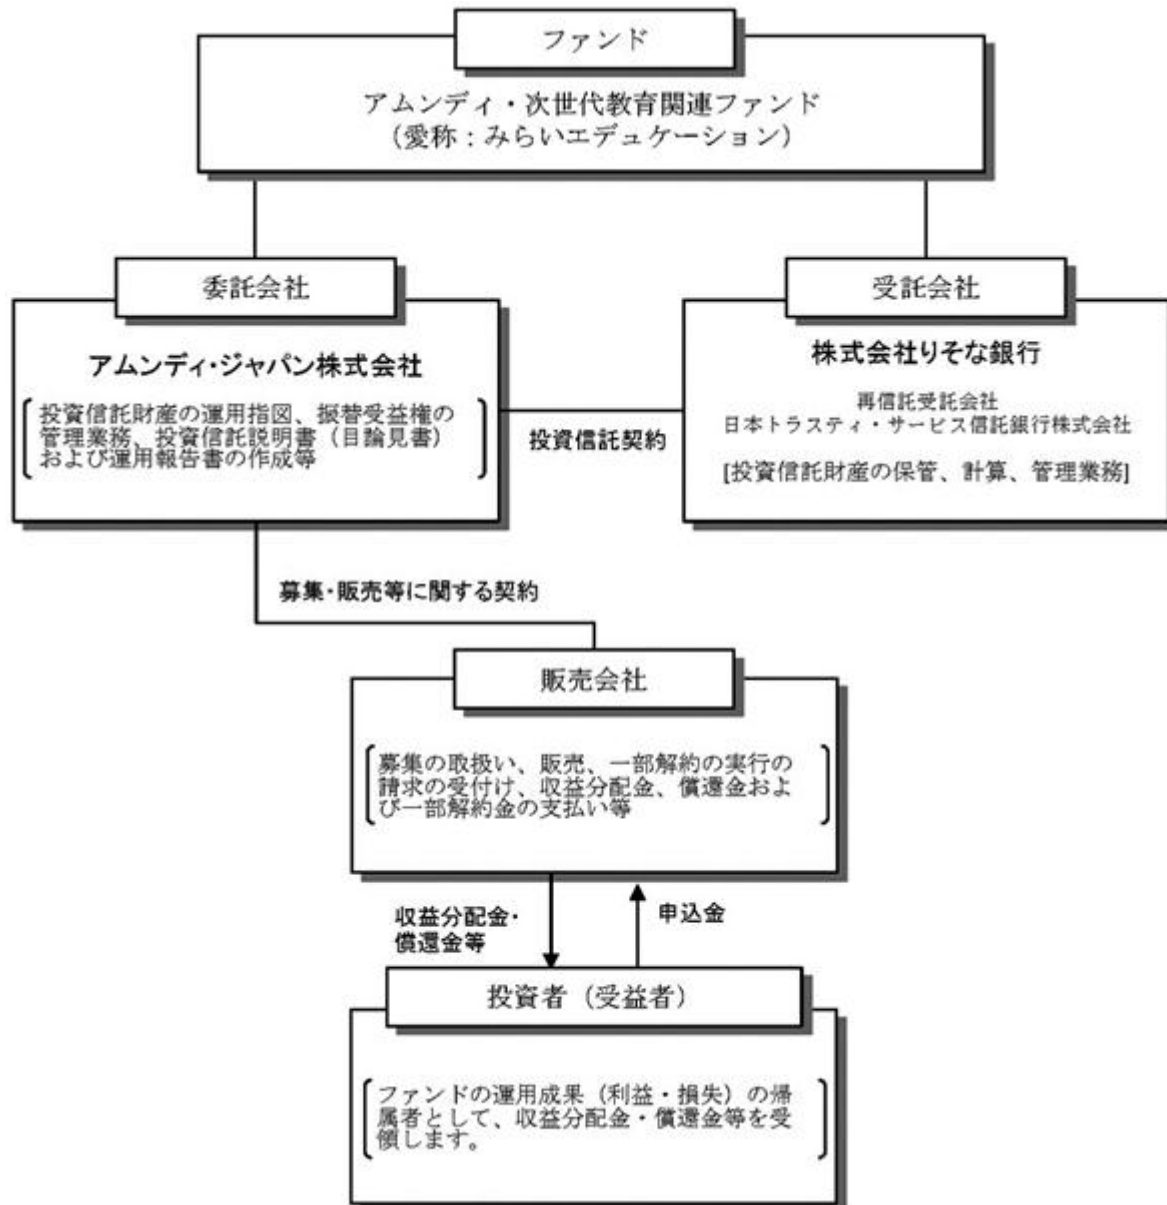 ファンド
アムンディ・次世代教育関連ファンド
（愛称：みらいエデュケーション）
委託会社
アムンディ・ジャパン株式会社
投資信託財産の運用指図、振替受益権の
管理業務、投資信託説明書（目論見書）
および運用報告書の作成等
投資信託契約
受託会社
株式会社りそな銀行
再信託受託会社
日本トラスティ・サービス信託銀行株式会社
[投資信託財産の保管、計算、管理業務]
募集・販売等に関する契約
販売会社
募集の取扱い、販売、一部解約の実行の
請求の受付け、収益分配金、償還金およ
び一部解約金の支払い等
収益分配金・
償還金等
申込金
投資者（受益者）
ファンドの運用成果（利益・損失）の帰
属者として、収益分配金・償還金等を受
領します。